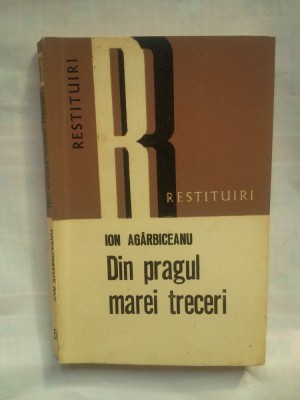 RESTITUIRI
R
RESTITUIRI
ION AGÂRBICEANU
Din pragul
marei treceri